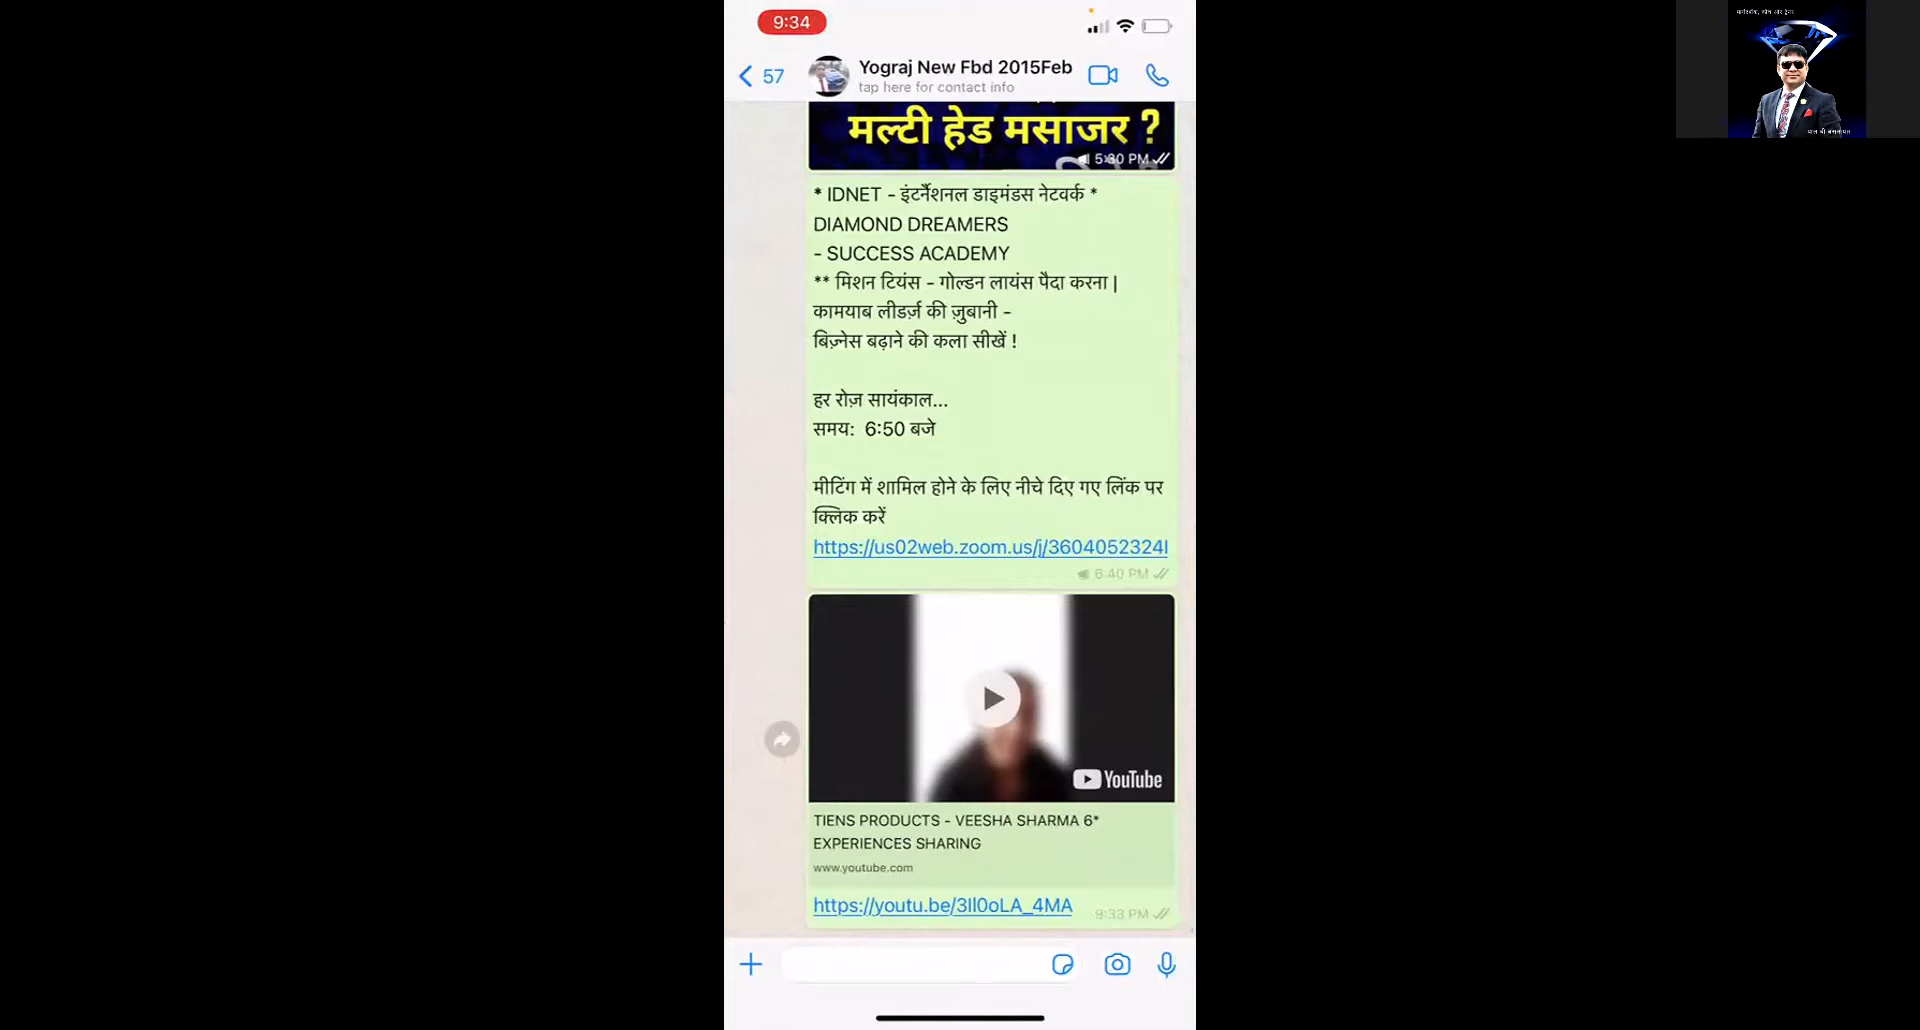 9:34
57
Yograj New Fbd 2015Feb
tap here for contact info
मल्टी हेड मसाजर ?
5:30 PM
* IDNET - इंटर्नैशनल डाइमंडस नेटवर्क *
DIAMOND DREAMERS
- SUCCESS ACADEMY
** मिशन टियंस - गोल्डन लायंस पैदा करना |
कामयाब लीडर्ज़ की ज़ुबानी -
बिज़्नेस बढ़ाने की कला सीखें !
हर रोज़ सायंकाल...
समय: 6:50 बजे
मीटिंग में शामिल होने के लिए नीचे दिए गए लिंक पर
क्लिक करें
https://us02web.zoom.us/j/3604052324l
6:40 PM
YouTube
TIENS PRODUCTS - VEESHA SHARMA 6*
EXPERIENCES SHARING
www.youtube.com
https://youtu.be/3Il0oLA_4MA
9:33 PM